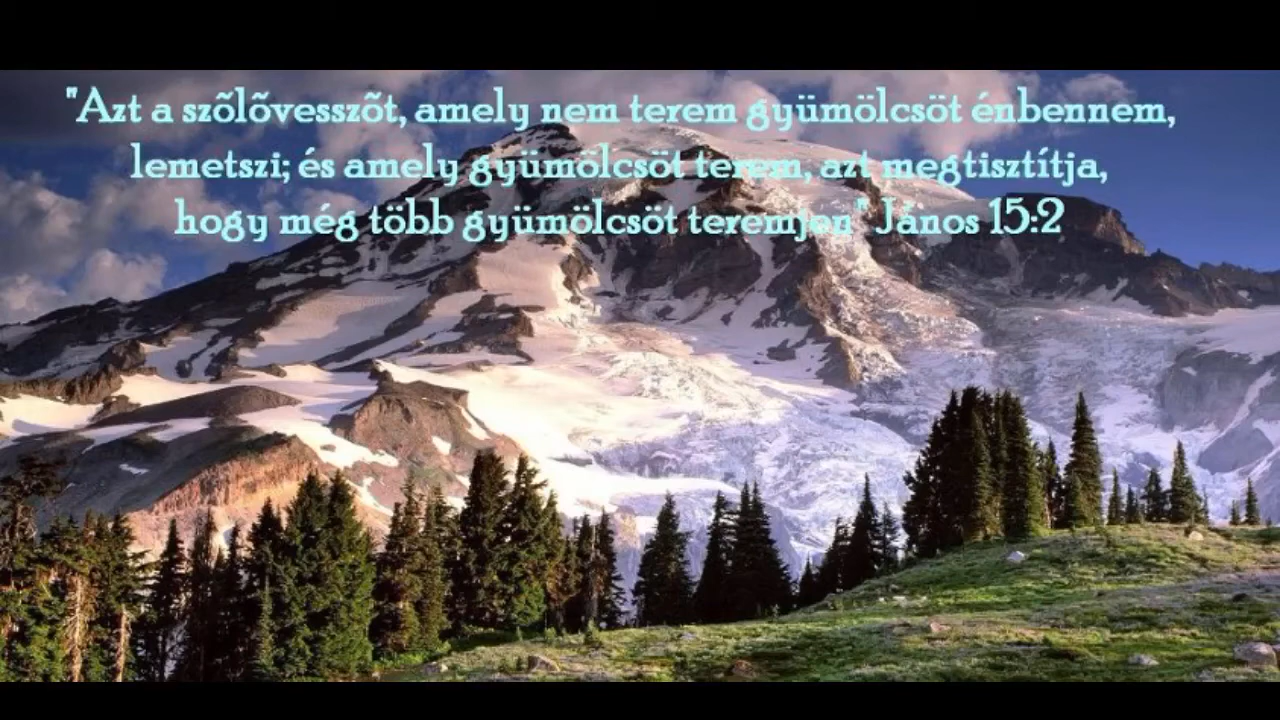 "Azt a szõlõvesszõt, amely nem terem gyümölcsöt énbennem,
lemetszi; és amely gyümölcsöt terem, azt megtisztítja,
hogy még több gyümölcsöt teremjen" János 15:2